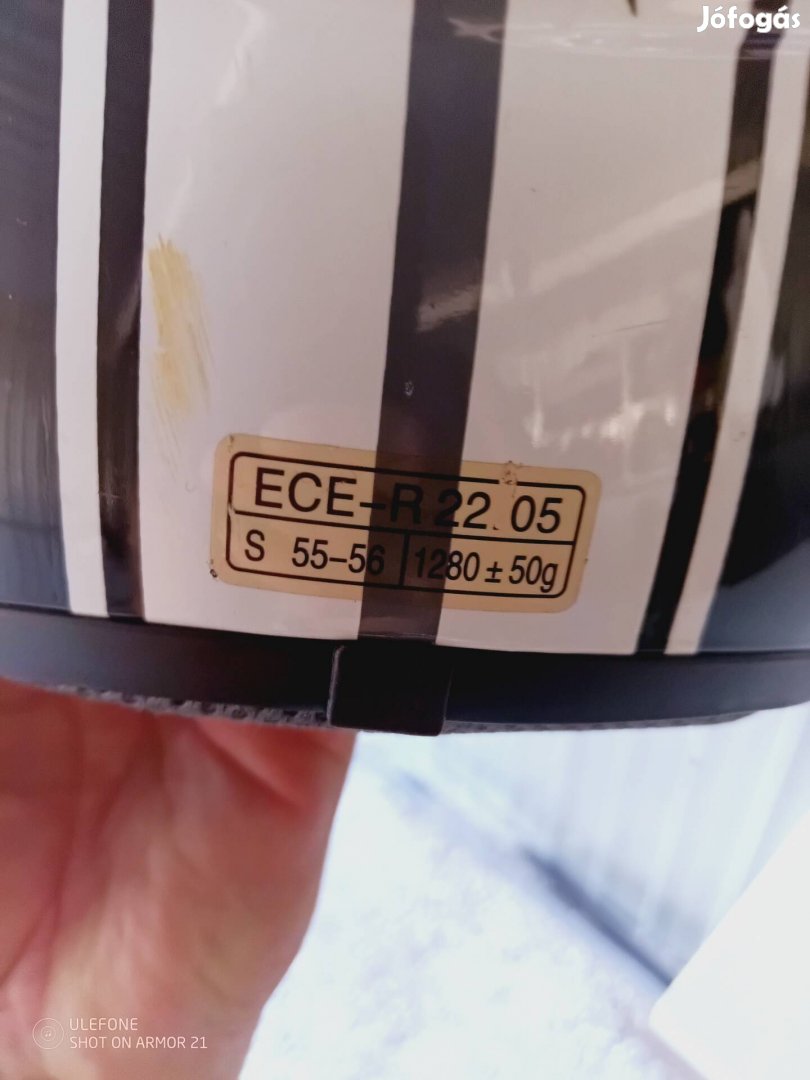 Jófogás
ECE-R 22.05
S 55-56 1280 ± 50g
ULEFONE
SHOT ON ARMOR 21